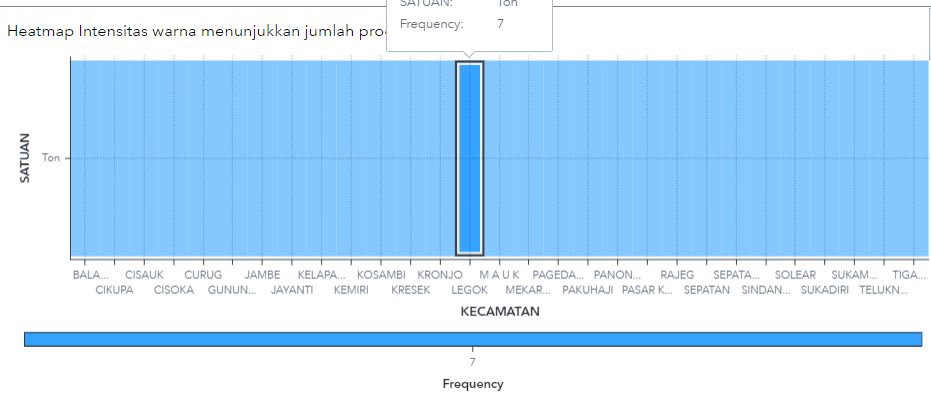 SATUAN: Ton
Frequency: 7
Heatmap Intensitas warna menunjukkan jumlah
SATUAN
Ton
BALA... CISAUK CURUG JAMBE KELAPA... KOSAMBI KRONJO M A U K PAGEDA... PANON... RAJEG SEPATA... SOLEAR SUKAM... TIGA...
CIKUPA CISOKA GUNUN... JAYANTI KEMIRI KRESEK LEGOK MEKAR... PAKUHAJI PASAR K... SEPATAN SINDAN... SUKADIRI TELUKN...
KECAMATAN
7
Frequency